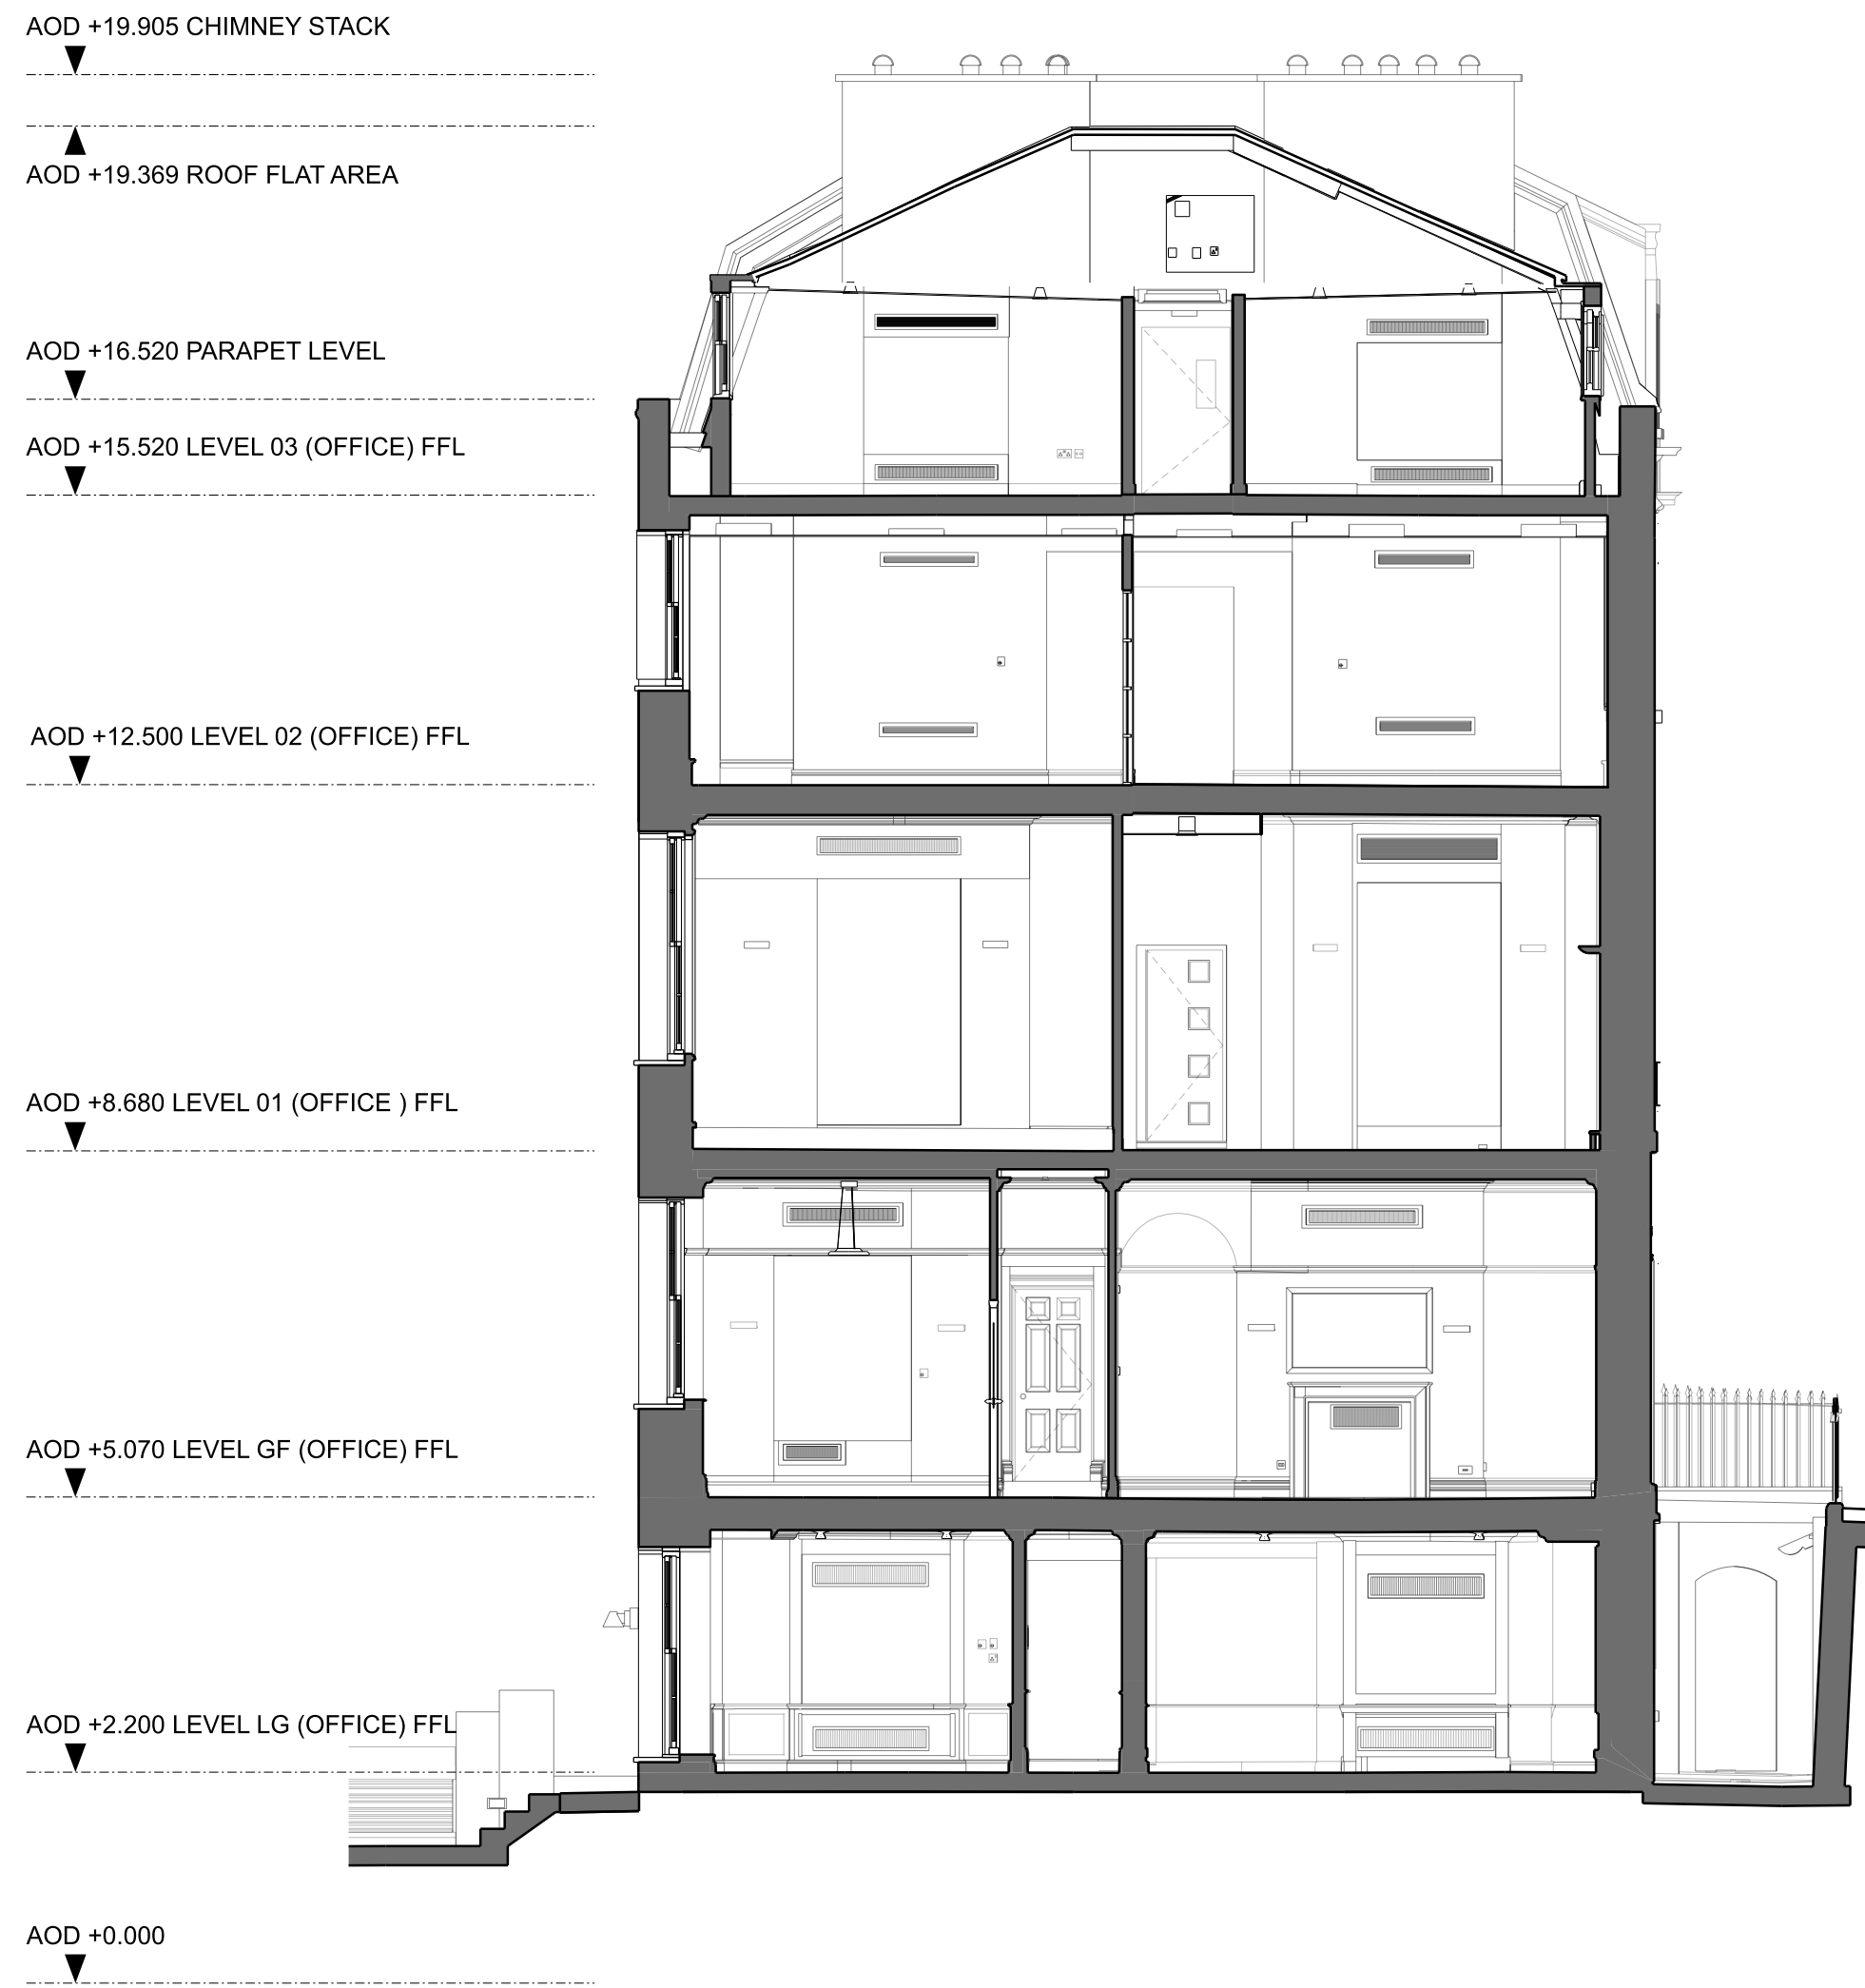 AOD +19.905 CHIMNEY STACK
AOD +19.369 ROOF FLAT AREA
AOD +16.520 PARAPET LEVEL
AOD +15.520 LEVEL 03 (OFFICE) FFL
AOD +12.500 LEVEL 02 (OFFICE) FFL
AOD +8.680 LEVEL 01 (OFFICE ) FFL
AOD +5.070 LEVEL GF (OFFICE) FFL
AOD +2.200 LEVEL LG (OFFICE) FFL
AOD +0.000